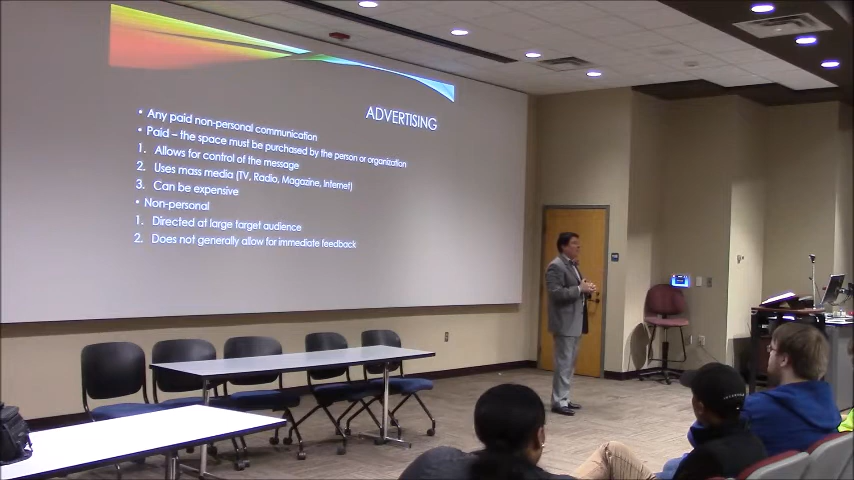 ADVERTISING
• Any paid non-personal communication
• Paid – the space must be purchased by the person or organization
1. Allows for control of the message
2. Uses mass media (TV, Radio, Magazine, Internet)
3. Can be expensive
• Non-personal
1. Directed at large target audience
2. Does not generally allow for immediate feedback